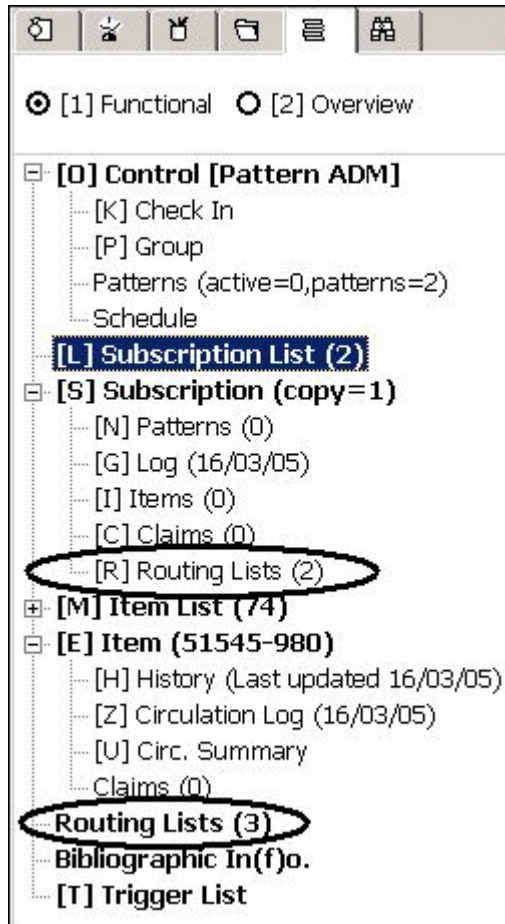 [1] Functional [2] Overview
[O] Control [Pattern ADM]
[K] Check In
[P] Group
Patterns (active=0,patterns=2)
Schedule
[L] Subscription List (2)
[S] Subscription (copy=1)
[N] Patterns (0)
[G] Log (16/03/05)
[I] Items (0)
[C] Claims (0)
[R] Routing Lists (2)
[M] Item List (74)
[E] Item (51545-980)
[H] History (Last updated 16/03/05)
[Z] Circulation Log (16/03/05)
[U] Circ. Summary
Claims (0)
Routing Lists (3)
Bibliographic In(f)o.
[T] Trigger List